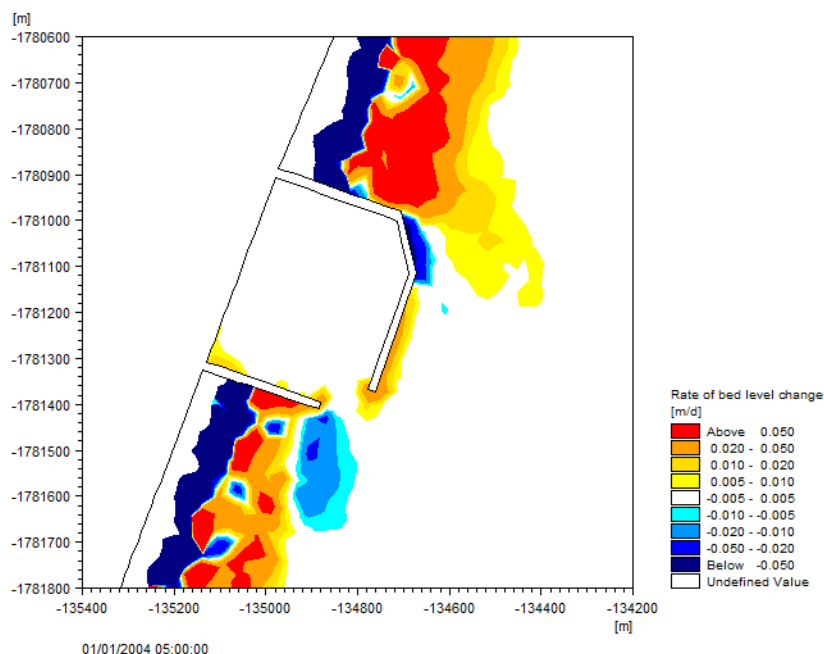 [m]
-1780600
-1780700
-1780800
-1780900
-1781000
-1781100
-1781200
-1781300
-1781400
-1781500
-1781600
-1781700
-1781800
-135400 -135200 -135000 -134800 -134600 -134400 -134200
[m]
01/01/2004 05:00:00
Rate of bed level change
[m/d]
Above 0.050
0.020 - 0.050
0.010 - 0.020
0.005 - 0.010
-0.005 - 0.005
-0.010 - -0.005
-0.020 - -0.010
-0.050 - -0.020
Below -0.050
Undefined Value